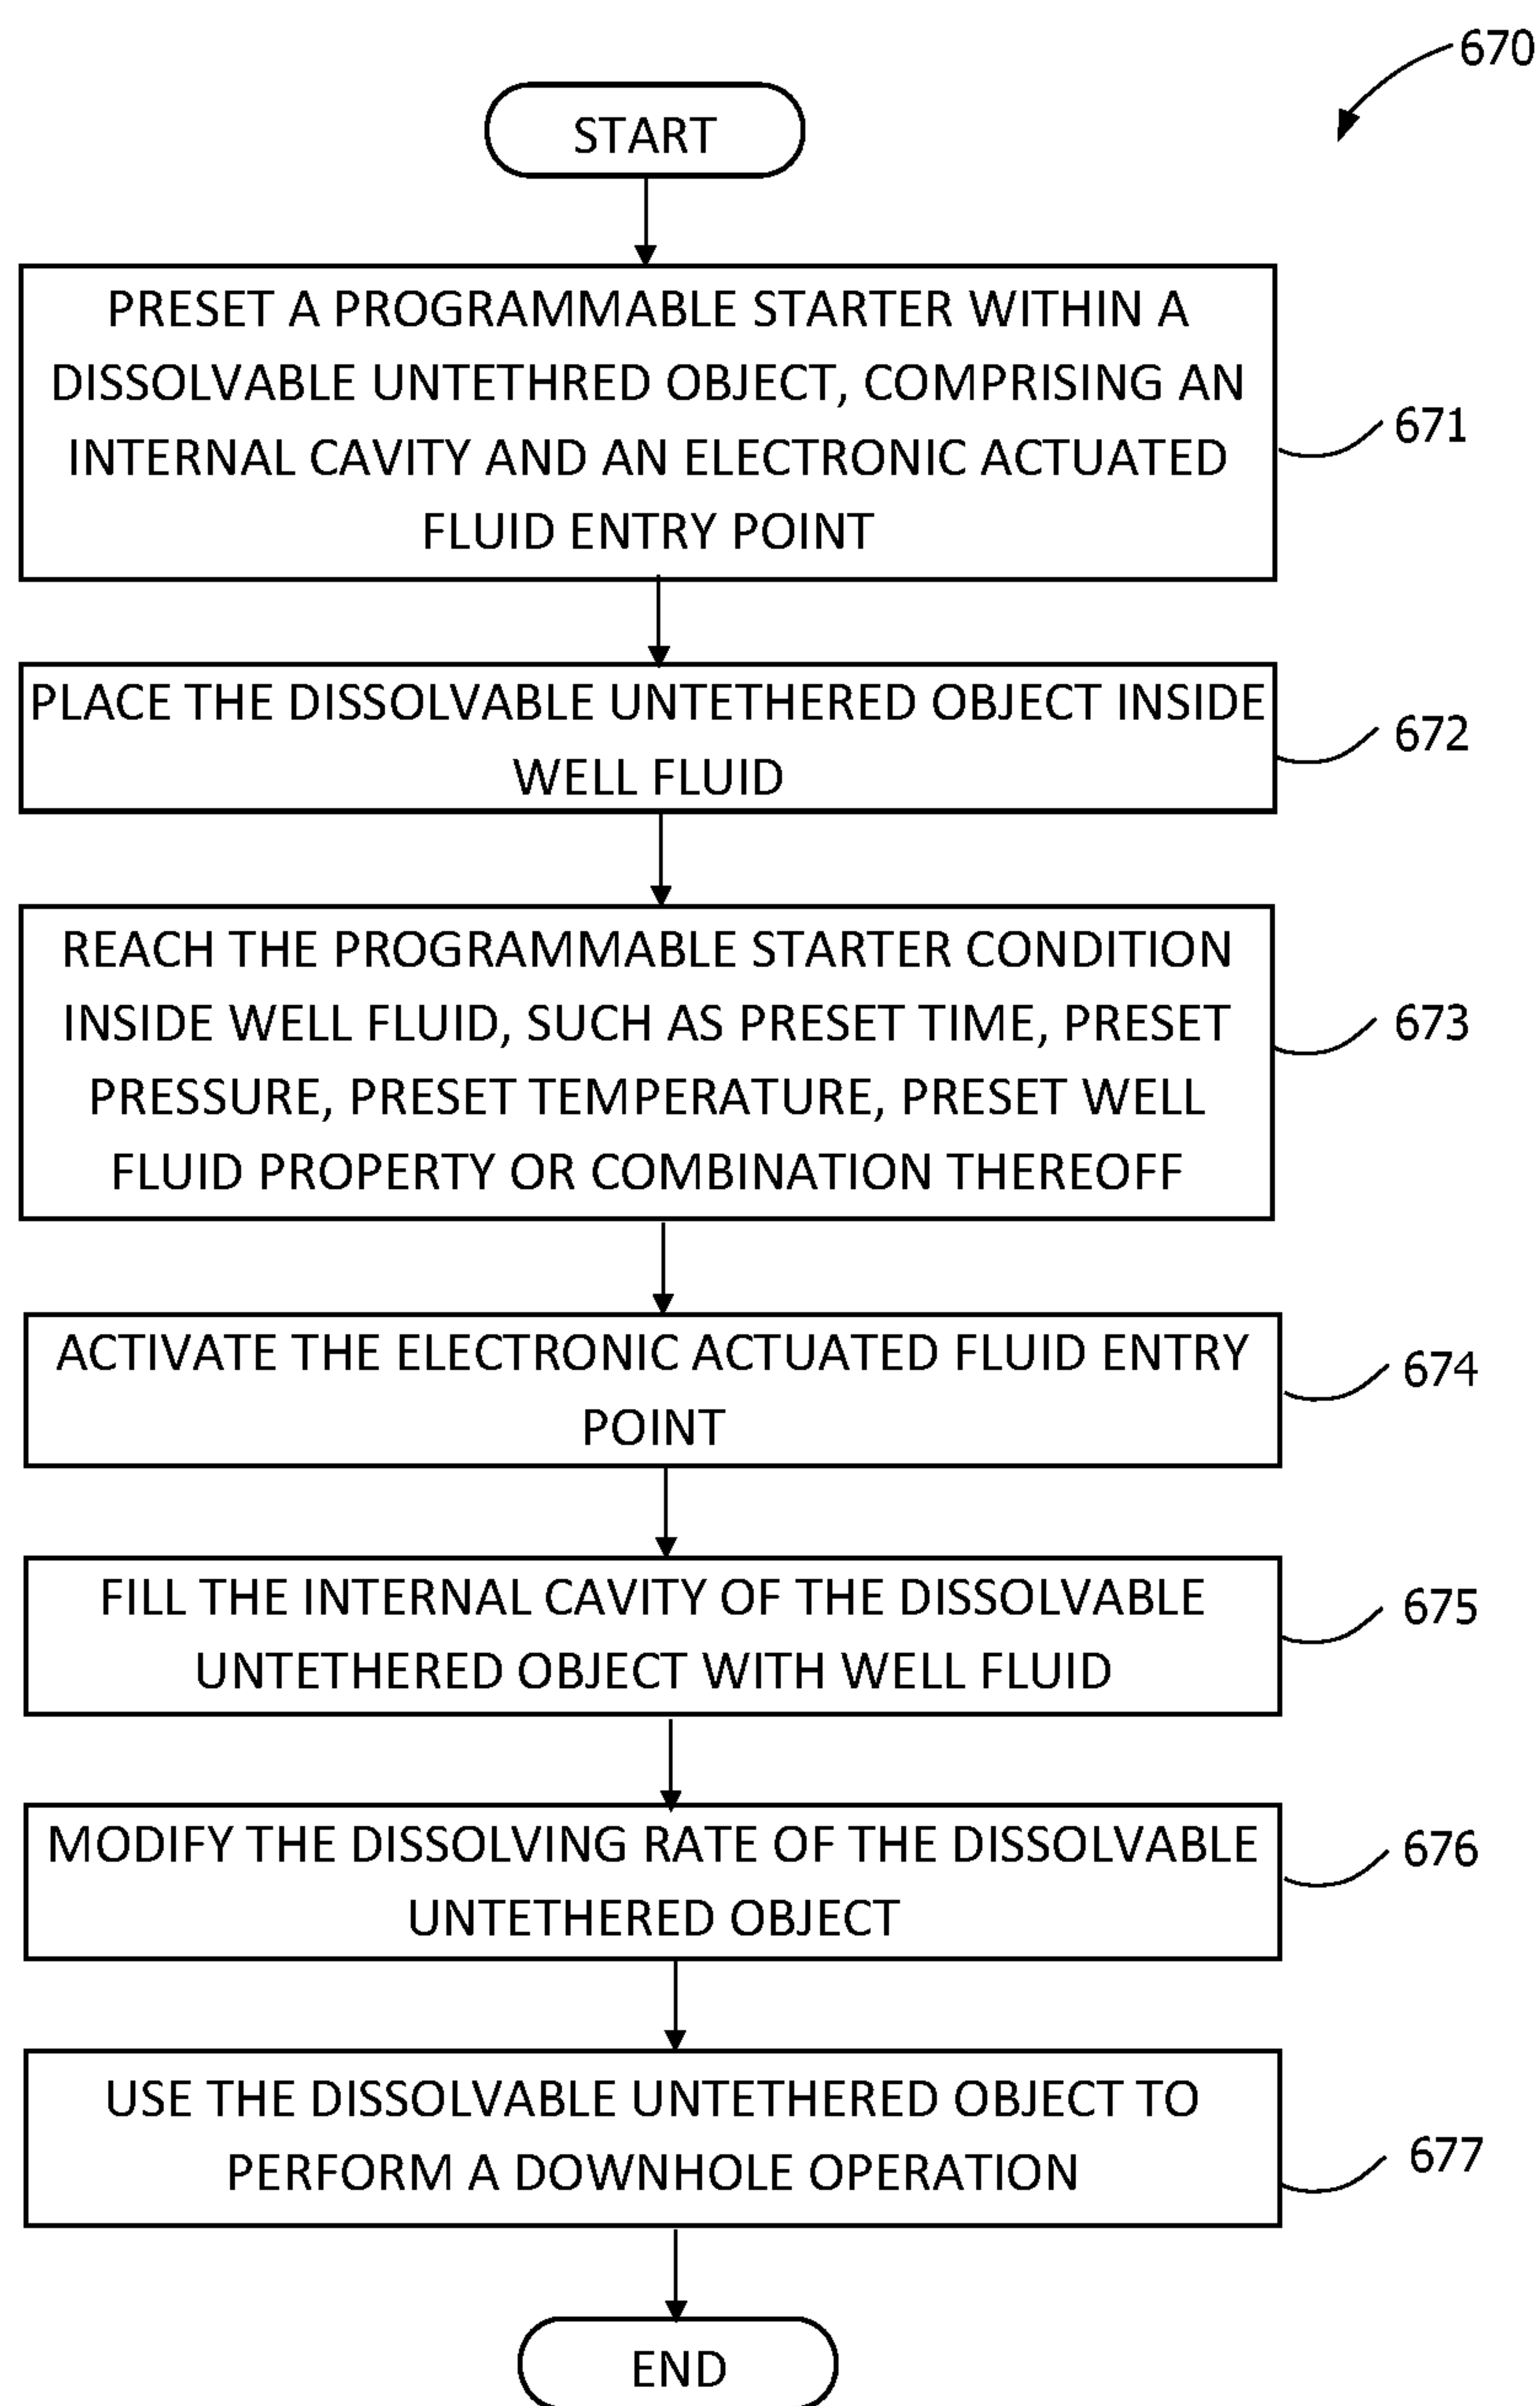 670
START
PRESET A PROGRAMMABLE STARTER WITHIN A
DISSOLVABLE UNTETHRED OBJECT, COMPRISING AN
INTERNAL CAVITY AND AN ELECTRONIC ACTUATED
FLUID ENTRY POINT
671
PLACE THE DISSOLVABLE UNTETHERED OBJECT INSIDE
WELL FLUID
672
REACH THE PROGRAMMABLE STARTER CONDITION
INSIDE WELL FLUID, SUCH AS PRESET TIME, PRESET
PRESSURE, PRESET TEMPERATURE, PRESET WELL
FLUID PROPERTY OR COMBINATION THEREOFF
673
ACTIVATE THE ELECTRONIC ACTUATED FLUID ENTRY
POINT
674
FILL THE INTERNAL CAVITY OF THE DISSOLVABLE
UNTETHERED OBJECT WITH WELL FLUID
675
MODIFY THE DISSOLVING RATE OF THE DISSOLVABLE
UNTETHERED OBJECT
676
USE THE DISSOLVABLE UNTETHERED OBJECT TO
PERFORM A DOWNHOLE OPERATION
677
END